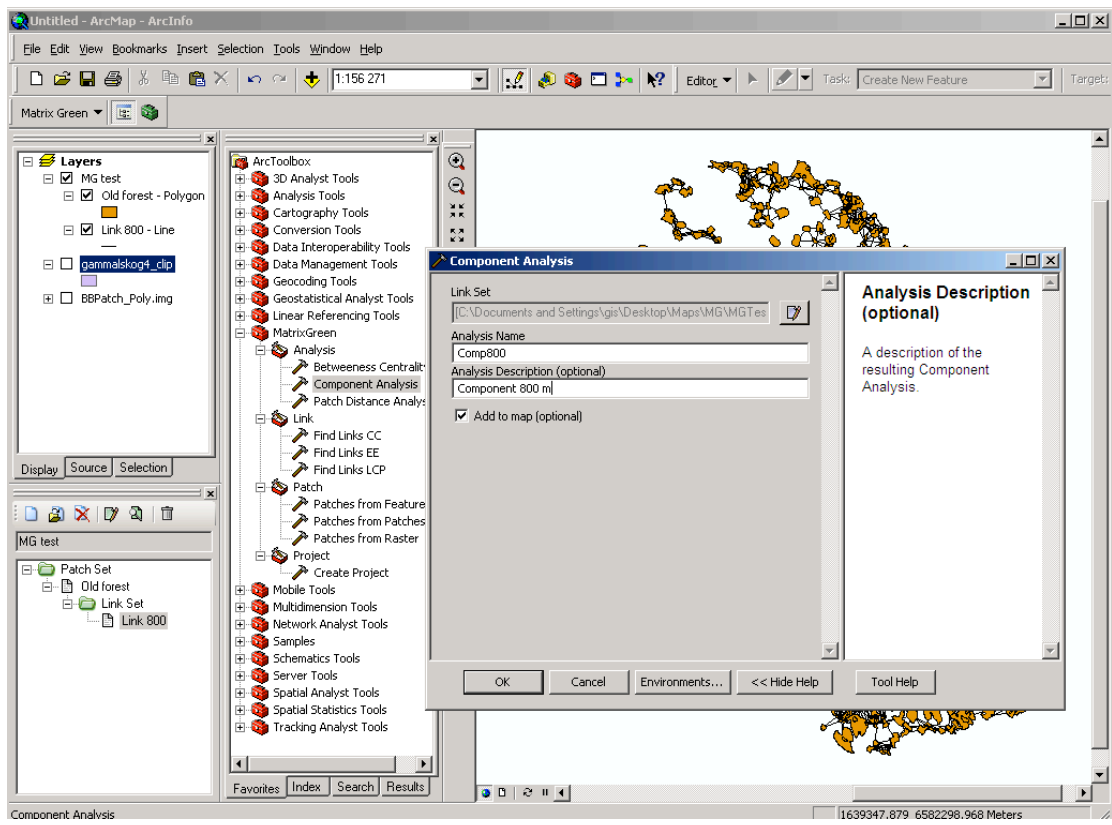 Untitled - ArcMap - ArcInfo
File Edit View Bookmarks Insert Selection Tools Window Help
1:156 271
Editor
Task: Create New Feature
Target:
Matrix Green
Layers
MG test
Old forest - Polygon
Link 800 - Line
gammalskog4_clip
BBPatch_Poly.img
Display Source Selection
MG test
Patch Set
Old forest
Link Set
Link 800
ArcToolbox
3D Analyst Tools
Analysis Tools
Cartography Tools
Conversion Tools
Data Interoperability Tools
Data Management Tools
Geocoding Tools
Geostatistical Analyst Tools
Linear Referencing Tools
MatrixGreen
Analysis
Betweeness Centralit
Component Analysis
Patch Distance Analys
Link
Find Links CC
Find Links EE
Find Links LCP
Patch
Patches from Feature
Patches from Patches
Patches from Raster
Project
Create Project
Mobile Tools
Multidimension Tools
Network Analyst Tools
Samples
Schematics Tools
Server Tools
Spatial Analyst Tools
Spatial Statistics Tools
Tracking Analyst Tools
Favorites Index Search Results
Component Analysis
Link Set
[C:\Documents and Settings\gis\Desktop\Maps\MG\MGTes
Analysis Name
Comp800
Analysis Description (optional)
Component 800 m
Add to map (optional)
Analysis Description
(optional)
A description of the
resulting Component
Analysis.
OK Cancel Environments... << Hide Help Tool Help
Component Analysis
1639347,879 6582298,968 Meters